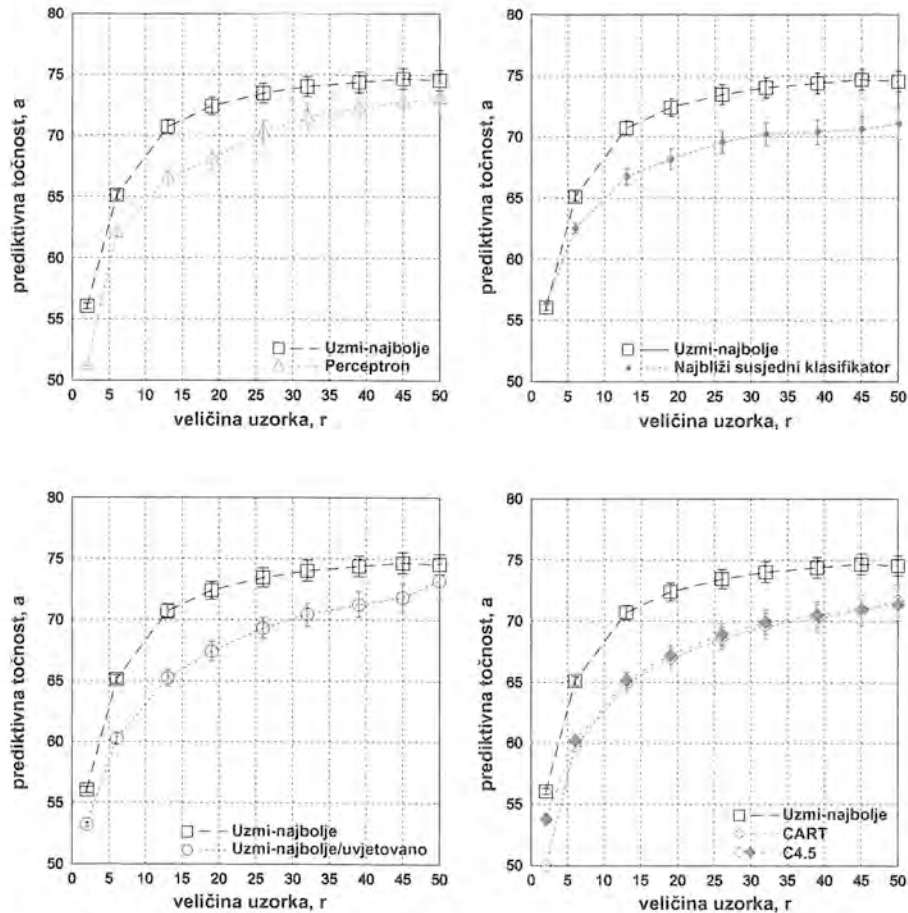 80
75
70
65
60
55
50
prediktivna točnost, a
Uzmi-najbolje
Perceptron
0 5 10 15 20 25 30 35 40 45 50
veličina uzorka, r
80
75
70
65
60
55
50
prediktivna točnost, a
Uzmi-najbolje
Najbliži susjedni klasifikator
0 5 10 15 20 25 30 35 40 45 50
veličina uzorka, r
80
75
70
65
60
55
50
prediktivna točnost, a
Uzmi-najbolje
Uzmi-najbolje/uvjetovano
0 5 10 15 20 25 30 35 40 45 50
veličina uzorka, r
80
75
70
65
60
55
50
prediktivna točnost, a
Uzmi-najbolje
CART
C4.5
0 5 10 15 20 25 30 35 40 45 50
veličina uzorka, r